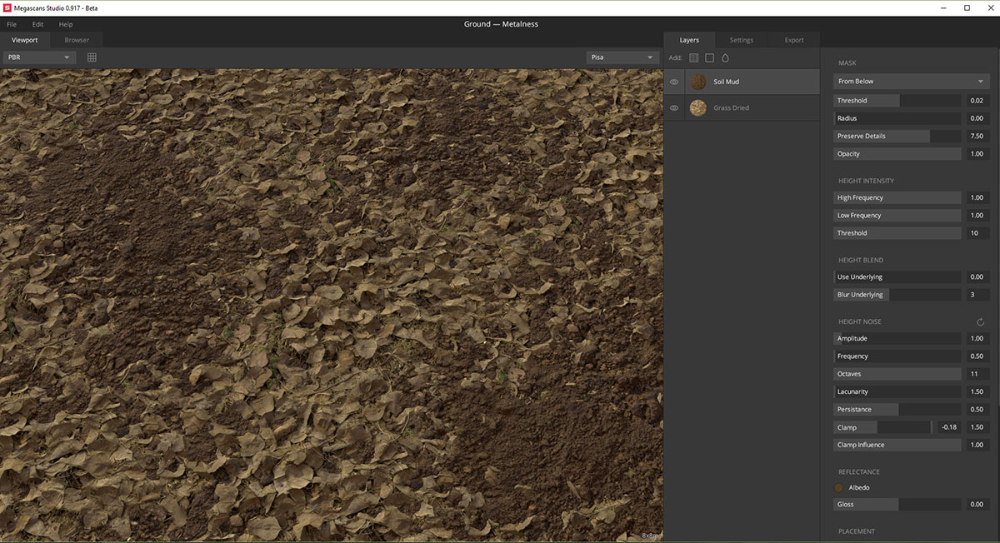 Megascans Studio 0.917 - Beta
File Edit Help
Ground — Metalness
Viewport Browser
Layers Settings Export
PBR
Pisa
Add:
Soil Mud
Grass Dried
8x8m
MASK
From Below
Threshold 0.02
Radius 0.00
Preserve Details 7.50
Opacity 1.00
HEIGHT INTENSITY
High Frequency 1.00
Low Frequency 1.00
Threshold 10
HEIGHT BLEND
Use Underlying 0.00
Blur Underlying 3
HEIGHT NOISE
Amplitude 1.00
Frequency 0.50
Octaves 11
Lacunarity 1.50
Persistance 0.50
Clamp -0.18 1.50
Clamp Influence 1.00
REFLECTANCE
Albedo
Gloss 0.00
PLACEMENT